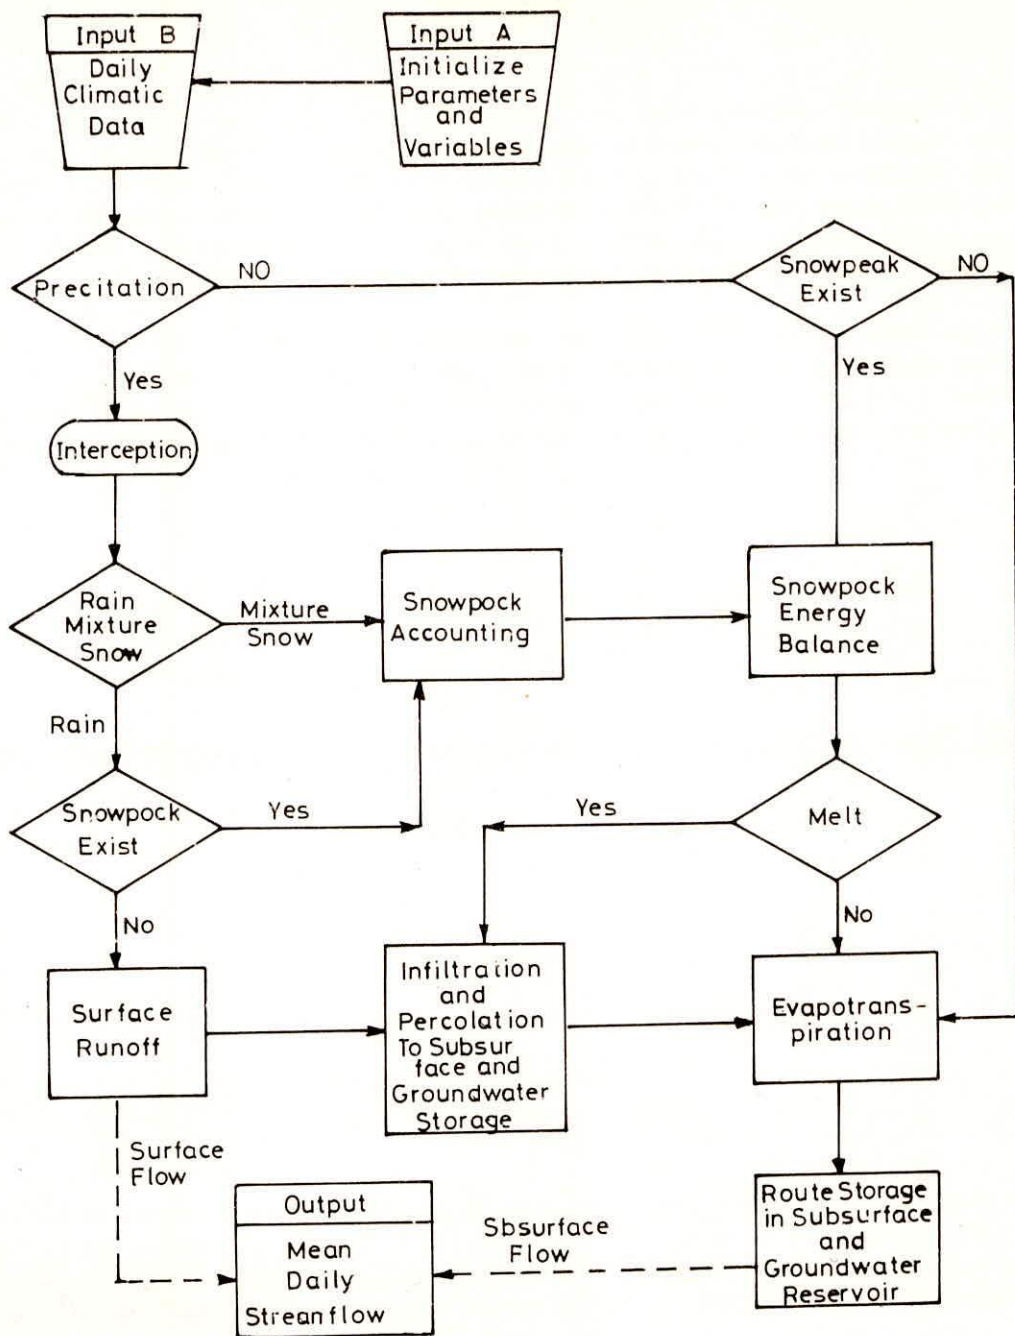 Input B
Daily
Climatic
Data
Input A
Initialize
Parameters
and
Variables
Precitation
NO
Snowpeak
Exist
NO
Yes
Yes
Interception
Rain
Mixture
Snow
Mixture
Snow
Snowpock
Accounting
Snowpock
Energy
Balance
Rain
Snowpock
Exist
Yes
Yes
Melt
No
No
Surface
Runoff
Infiltration
and
Percolation
To Subsur
face and
Groundwater
Storage
Evapotrans-
piration
Surface
Flow
Output
Mean
Daily
Streanflow
Sbsurface
Flow
Route Storage
in Subsurface
and
Groundwater
Reservoir